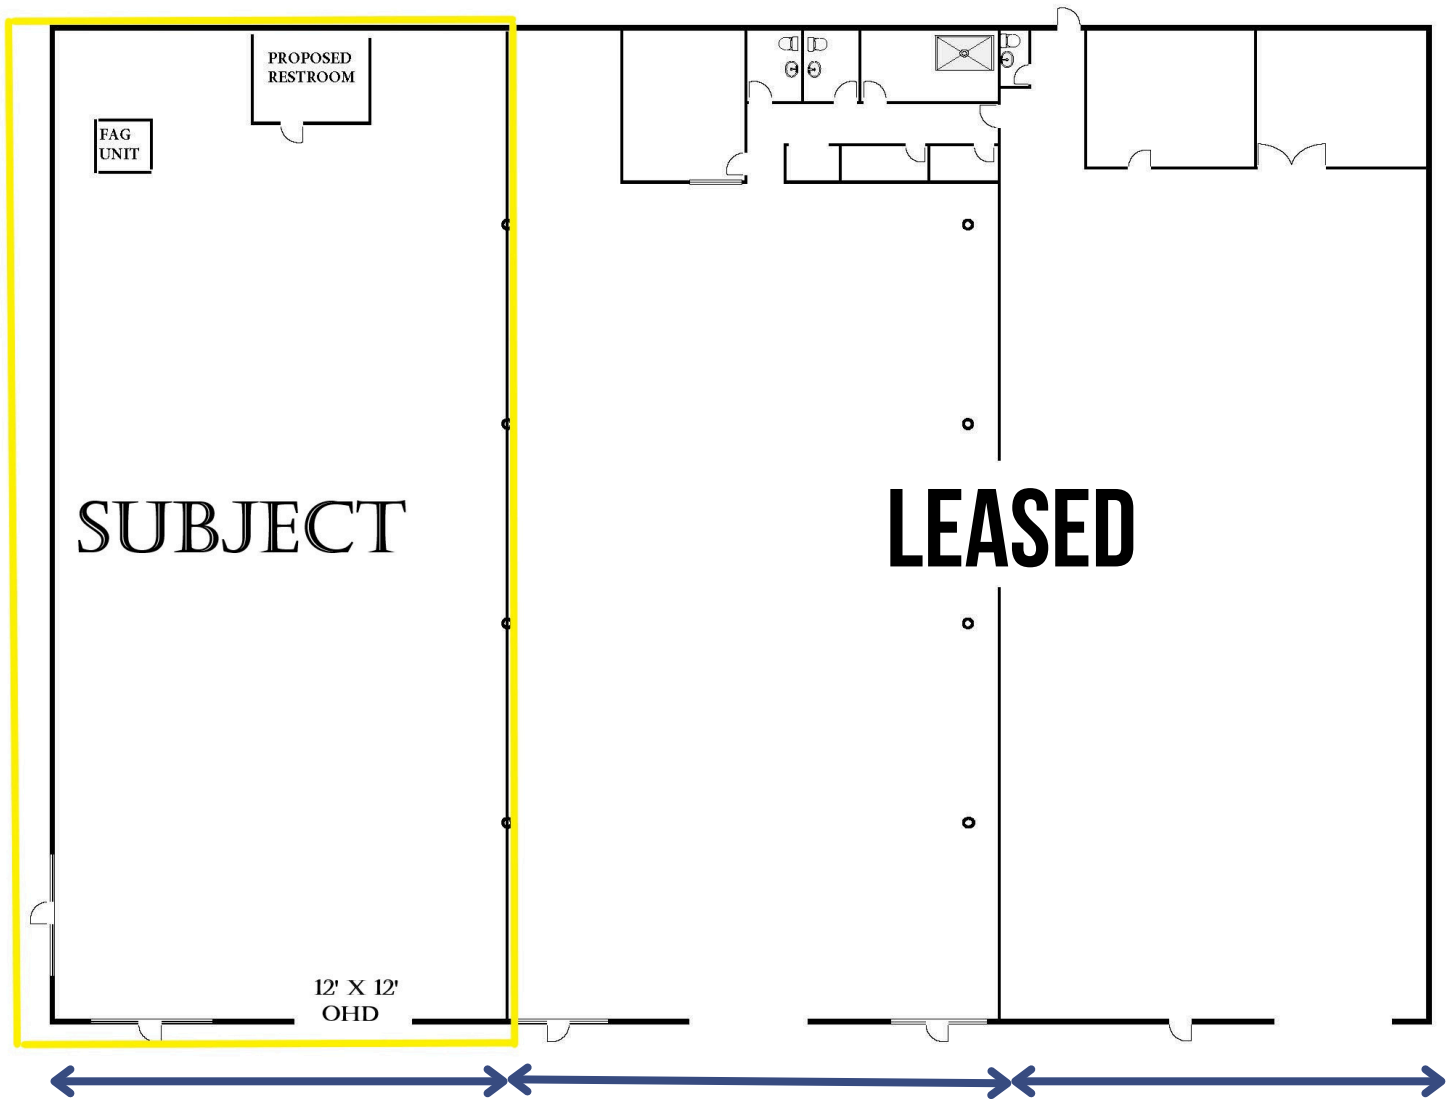 PROPOSED
RESTROOM
FAG
UNIT
SUBJECT
LEASED
12' X 12'
OHD